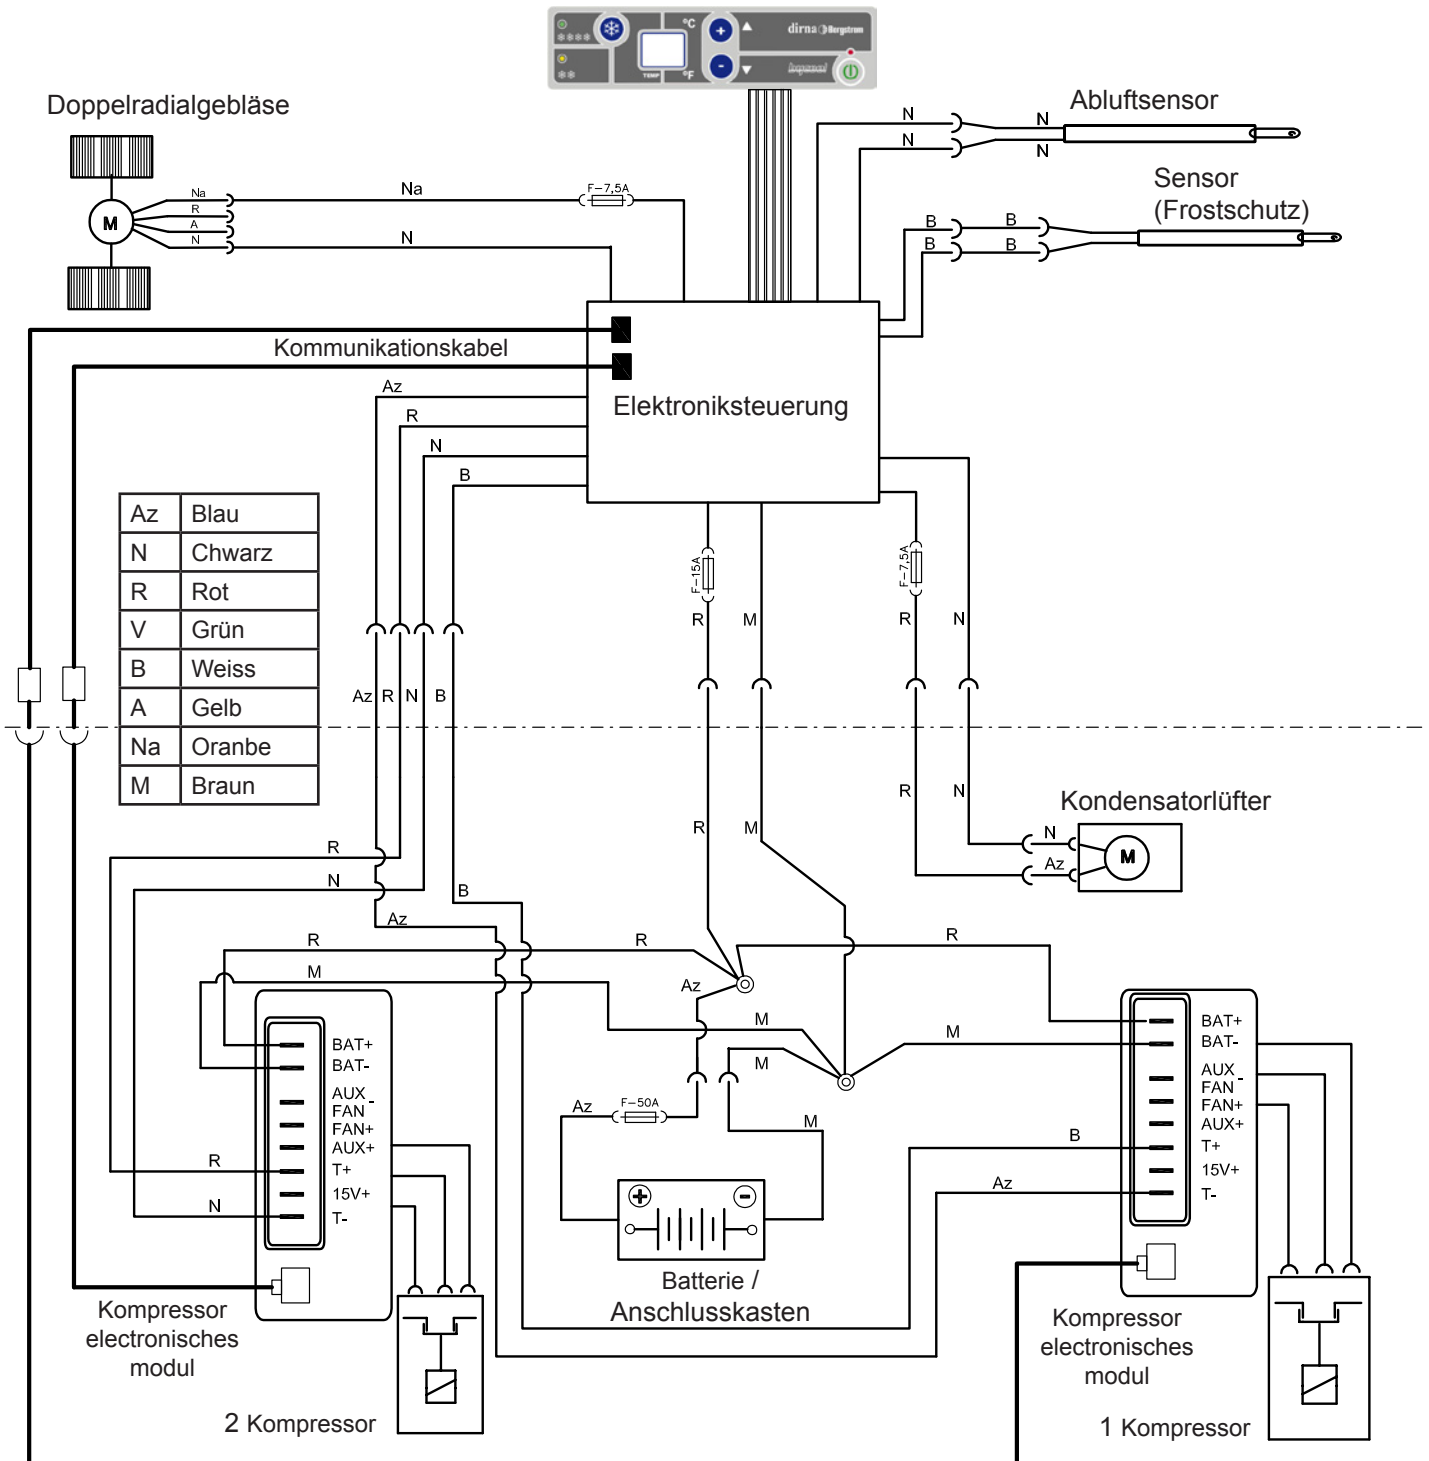 °C
dirna Bergstrom
TEMP
°F
Doppelradialgebläse
Abluftsensor
N
N
N
N
Sensor
(Frostschutz)
Na
R
A
N
Na
F-7,5A
N
M
B
B
B
B
Kommunikationskabel
Elektroniksteuerung
Az
R
N
B
Az Blau
N Chwarz
R Rot
V Grün
B Weiss
A Gelb
Na Oranbe
M Braun
F-15A
F-7,5A
R
M
R
N
Az
R
N
B
R
M
R
N
Kondensatorlüfter
N
Az
M
R
N
B
Az
R
R
R
M
Az
M
M
M
BAT+
BAT-
AUX
FAN -
FAN+
AUX+
T+
15V+
T-
R
N
Az
F-50A
M
BAT+
BAT-
AUX
FAN -
FAN+
AUX+
T+
15V+
T-
B
Az
Batterie /
Anschlusskasten
Kompressor
electronisches
modul
2 Kompressor
Kompressor
electronisches
modul
1 Kompressor